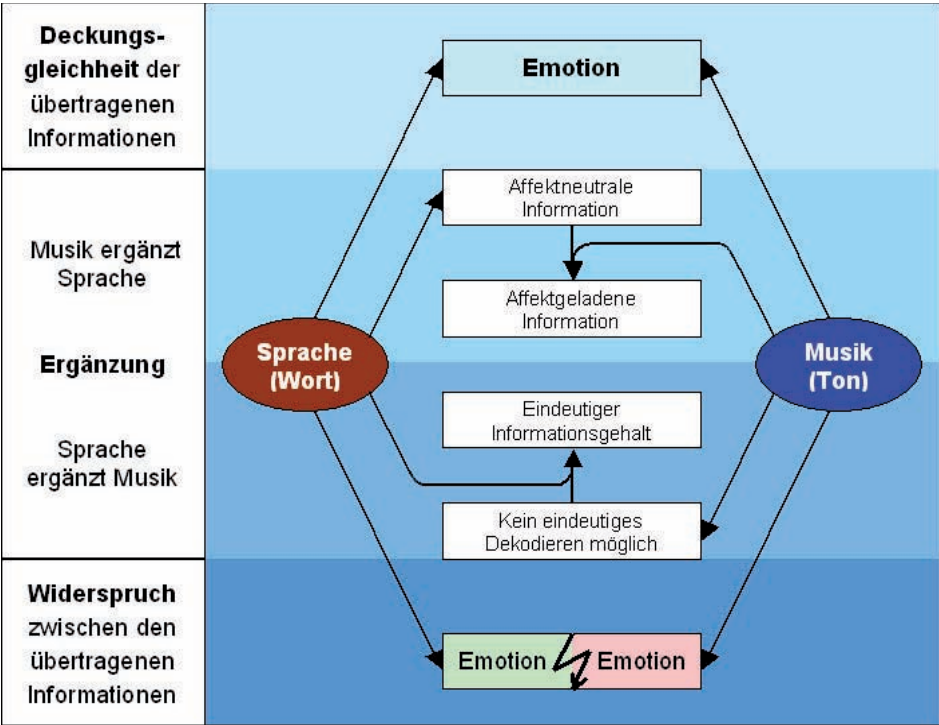 Deckungs-
gleichheit der
übertragenen
Informationen
Emotion
Musik ergänzt
Sprache
Affektneutrale
Information
Affektgeladene
Information
Sprache
(Wort)
Musik
(Ton)
Ergänzung
Sprache
ergänzt Musik
Eindeutiger
Informationsgehalt
Kein eindeutiges
Dekodieren möglich
Widerspruch
zwischen den
übertragenen
Informationen
Emotion
Emotion